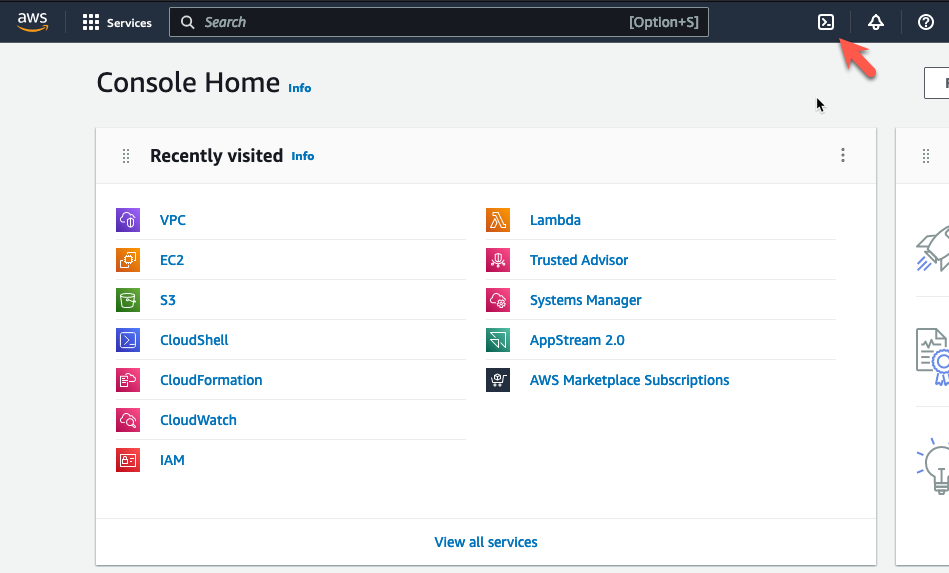 aws
Services
Search
[Option+S]
Console Home
Info
Recently visited
Info
VPC
EC2
S3
CloudShell
CloudFormation
CloudWatch
IAM
Lambda
Trusted Advisor
Systems Manager
AppStream 2.0
AWS Marketplace Subscriptions
View all services